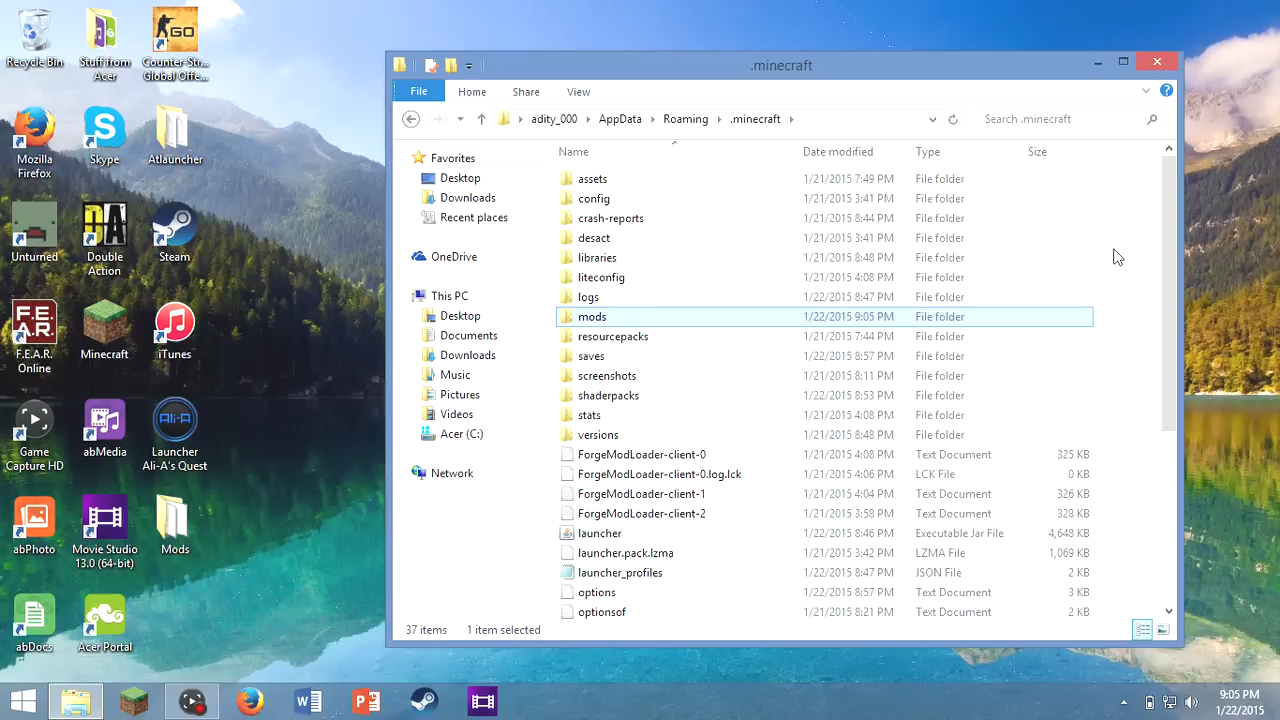 Recycle Bin
Stuff from
Acer
GO
Counter-Str...
Global Offe...
Mozilla
Firefox
Skype
Atlauncher
Unturned
DA
Double
Action
Steam
F.E.
A.R.
F.E.A.R.
Online
Minecraft
iTunes
Game
Capture HD
abMedia
Ali-A
Launcher
Ali-A's Quest
abPhoto
Movie Studio
13.0 (64-bit)
Mods
abDocs
Acer Portal
.minecraft
File Home Share View
adity_000 AppData Roaming .minecraft
Search .minecraft
Favorites
Desktop
Downloads
Recent places
OneDrive
This PC
Desktop
Documents
Downloads
Music
Pictures
Videos
Acer (C:)
Network
Name Date modified Type Size
assets 1/21/2015 7:49 PM File folder
config 1/21/2015 3:41 PM File folder
crash-reports 1/21/2015 8:44 PM File folder
desact 1/21/2015 3:41 PM File folder
libraries 1/21/2015 8:48 PM File folder
liteconfig 1/21/2015 4:08 PM File folder
logs 1/22/2015 8:47 PM File folder
mods 1/22/2015 9:05 PM File folder
resourcepacks 1/21/2015 7:44 PM File folder
saves 1/22/2015 8:57 PM File folder
screenshots 1/21/2015 8:11 PM File folder
shaderpacks 1/22/2015 8:53 PM File folder
stats 1/21/2015 4:08 PM File folder
versions 1/21/2015 8:48 PM File folder
ForgeModLoader-client-0 1/21/2015 4:08 PM Text Document 325 KB
ForgeModLoader-client-0.log.lck 1/21/2015 4:06 PM LCK File 0 KB
ForgeModLoader-client-1 1/21/2015 4:04 PM Text Document 326 KB
ForgeModLoader-client-2 1/21/2015 3:58 PM Text Document 328 KB
launcher 1/22/2015 8:46 PM Executable Jar File 4,648 KB
launcher.pack.lzma 1/21/2015 3:42 PM LZMA File 1,069 KB
launcher_profiles 1/22/2015 8:47 PM JSON File 2 KB
options 1/22/2015 8:57 PM Text Document 3 KB
optionsof 1/21/2015 8:21 PM Text Document 2 KB
37 items 1 item selected
9:05 PM
1/22/2015